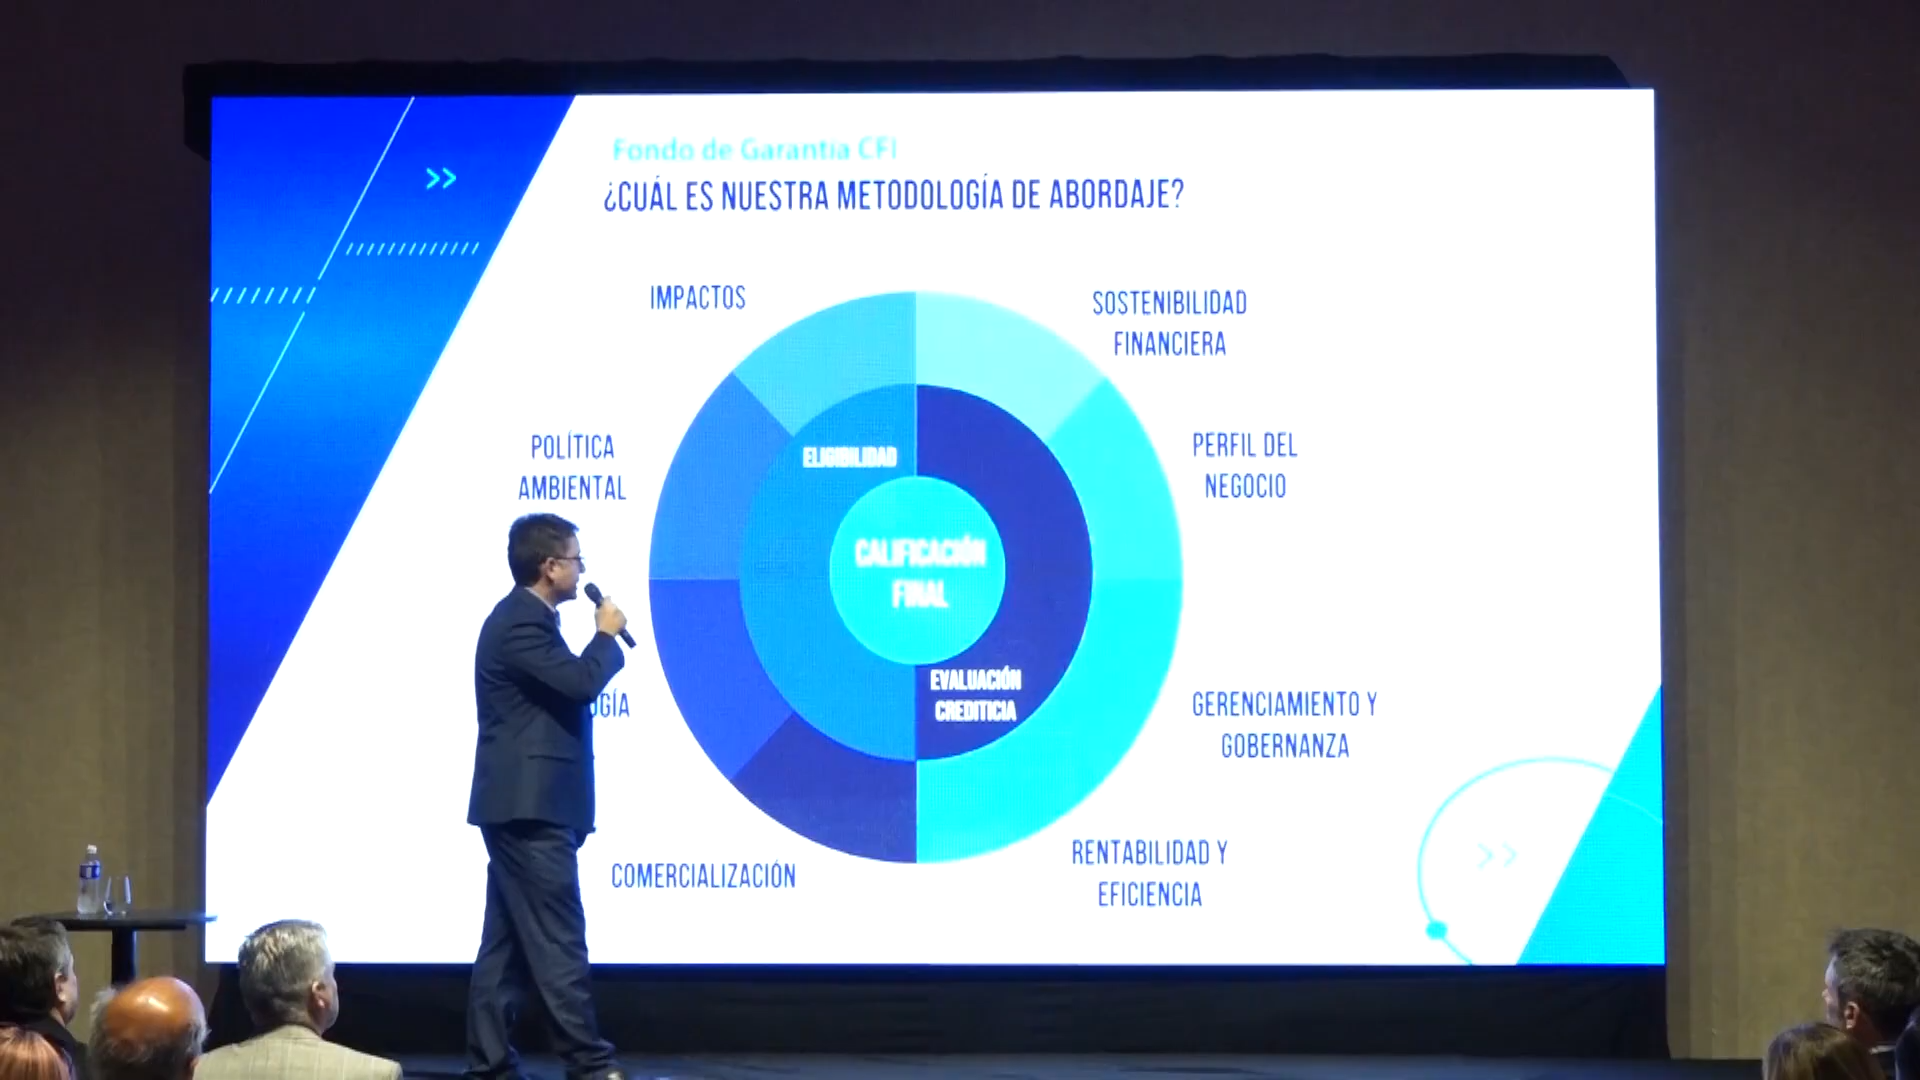 Fondo de Garantía CFI
¿CUÁL ES NUESTRA METODOLOGÍA DE ABORDAJE?
IMPACTOS
SOSTENIBILIDAD
FINANCIERA
POLÍTICA
AMBIENTAL
PERFIL DEL
NEGOCIO
ELIGIBILIDAD
CALIFICACIÓN
FINAL
EVALUACIÓN
CREDITICIA
GERENCIAMIENTO Y
GOBERNANZA
COMERCIALIZACIÓN
RENTABILIDAD Y
EFICIENCIA